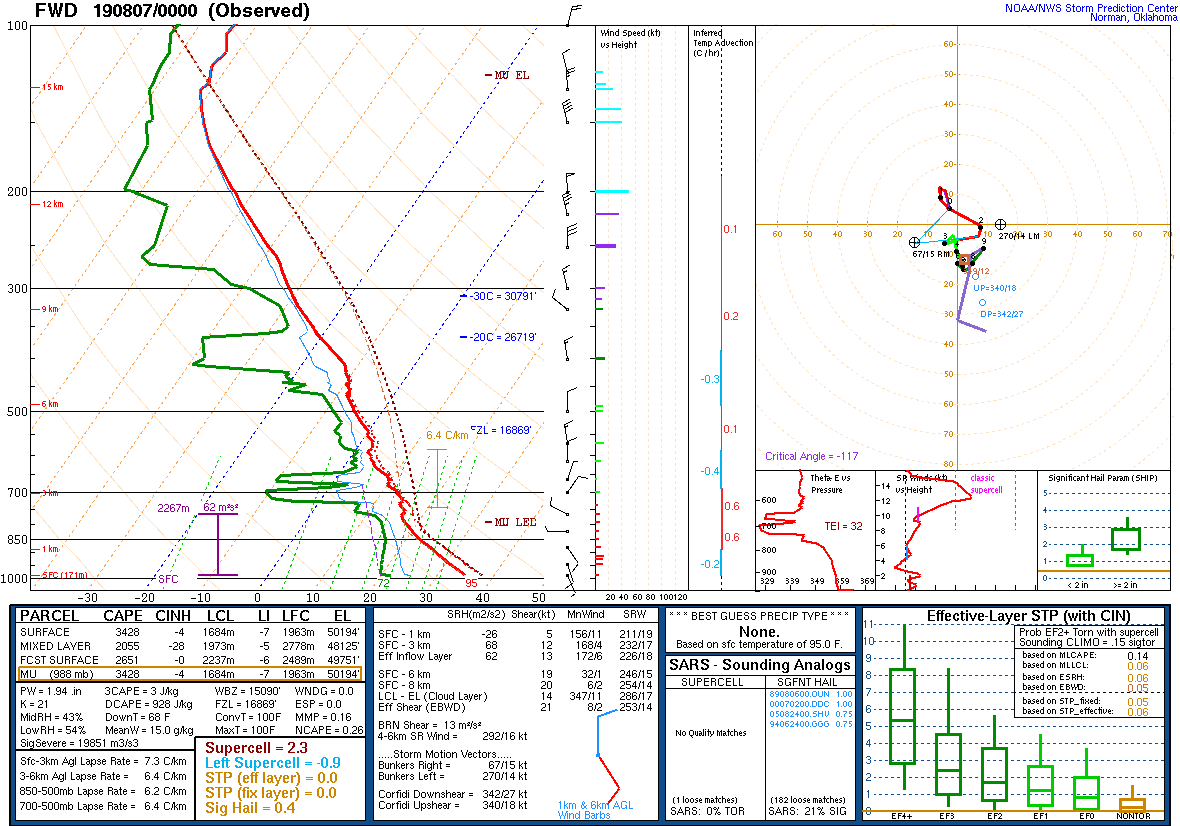 FWD 190807/0000 (Observed)
NOAA/NWS Storm Prediction Center
Norman, Oklahoma
100
200
300
400
500
700
850
1000
15 km
12 km
9 km
6 km
3 km
1 km
SFC (171m)
MU EL
-30C = 30791'
-20C = 26719'
FZL = 16869'
6.4 C/km
MU LFC
2267m
62 m²s²
SFC
72
95
-30 -20 -10 0 10 20 30 40 50
Wind Speed (kt)
vs Height
20 40 60 80 100 120
Inferred
Temp Advection
(C /hr)
0.1
0.2
-0.3
0.1
-0.4
0.6
0.6
-0.2
60
50
40
30
20
10
60 50 40 30 20 10 10 20 30 40 50 60 70
20
30
40
50
60
70
80
270/14 LM
67/15 RM
UP=340/18
DP=342/27
Critical Angle = -117
Theta-E vs
Pressure
600
700
800
900
TEI = 32
329 339 349 359 369
SR Winds (kt)
vs Height
classic
supercell
14
12
10
8
6
4
2
Significant Hail Param (SHIP)
5
4
3
2
1
0
< 2 in
>= 2 in
PARCEL CAPE CINH LCL LI LFC EL
SURFACE 3428 -4 1684m -7 1963m 50194'
MIXED LAYER 2055 -28 1973m -5 2778m 48125'
FCST SURFACE 2651 -0 2237m -6 2489m 49751'
MU (988 mb) 3428 -4 1684m -7 1963m 50194'
PW = 1.94 .in 3CAPE = 3 J/kg WBZ = 15090' WNDG = 0.0
K = 21 DCAPE = 928 J/kg FZL = 16869' ESP = 0.0
MidRH = 43% DownT = 68 F ConvT = 100F MMP = 0.16
LowRH = 54% MeanW = 15.0 g/kg MaxT = 100F NCAPE = 0.26
SigSevere = 19851 m3/s3
Sfc-3km Agl Lapse Rate = 7.3 C/km
3-6km Agl Lapse Rate = 6.4 C/km
850-500mb Lapse Rate = 6.2 C/km
700-500mb Lapse Rate = 6.4 C/km
Supercell = 2.3
Left Supercell = -0.9
STP (eff layer) = 0.0
STP (fix layer) = 0.0
Sig Hail = 0.4
SRH(m2/s2) Shear(kt) MnWind SRW
SFC - 1 km -26 5 156/11 211/19
SFC - 3 km 68 12 168/4 232/17
Eff Inflow Layer 62 13 172/6 226/18
SFC - 6 km 19 32/1 246/15
SFC - 8 km 20 6/2 254/14
LCL - EL (Cloud Layer) 14 347/11 286/17
Eff Shear (EBWD) 21 8/2 253/14
BRN Shear = 13 m²/s²
4-6km SR Wind = 292/16 kt
.....Storm Motion Vectors.....
Bunkers Right = 67/15 kt
Bunkers Left = 270/14 kt
Corfidi Downshear = 342/27 kt
Corfidi Upshear = 340/18 kt
1km & 6km AGL
Wind Barbs
* * * BEST GUESS PRECIP TYPE * * *
None.
Based on sfc temperature of 95.0 F.
SARS - Sounding Analogs
SUPERCELL SGFNT HAIL
89080600.OUN 1.00
00070200.DDC 1.00
05082400.SHV 0.75
94062400.GGG 0.75
No Quality Matches
(1 loose matches) (182 loose matches)
SARS: 0% TOR SARS: 21% SIG
Effective-Layer STP (with CIN)
11
10
9
8
7
6
5
4
3
2
1
0
Prob EF2+ Torn with supercell
Sounding CLIMO = .15 sigtor
based on MLCAPE: 0.14
based on MLLCL: 0.06
based on ESRH: 0.06
based on EBWD: 0.05
based on STP_fixed: 0.05
based on STP_effective: 0.06
EF4+ EF3 EF2 EF1 EF0 NONTOR